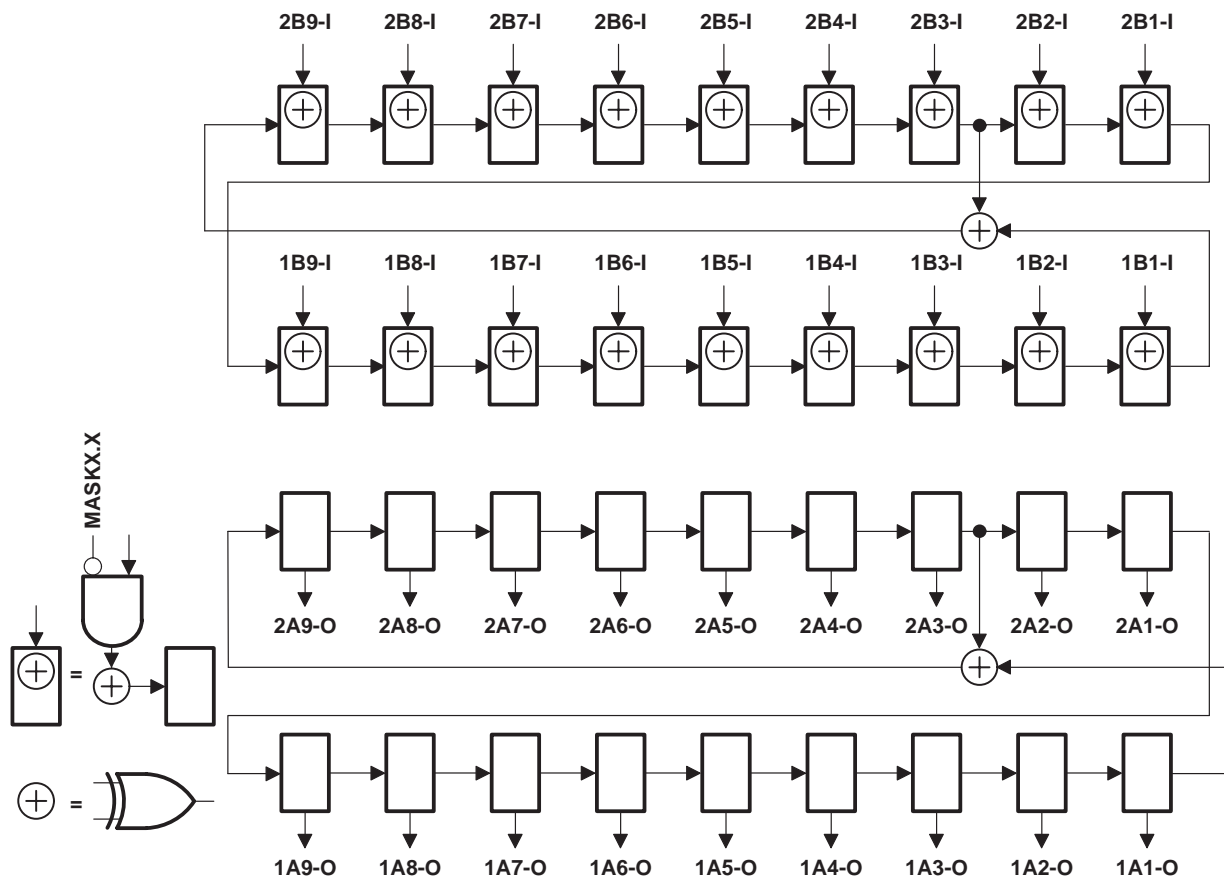 2B9-I 2B8-I 2B7-I 2B6-I 2B5-I 2B4-I 2B3-I 2B2-I 2B1-I
1B9-I 1B8-I 1B7-I 1B6-I 1B5-I 1B4-I 1B3-I 1B2-I 1B1-I
MASKX.X
2A9-O 2A8-O 2A7-O 2A6-O 2A5-O 2A4-O 2A3-O 2A2-O 2A1-O
=
=
1A9-O 1A8-O 1A7-O 1A6-O 1A5-O 1A4-O 1A3-O 1A2-O 1A1-O